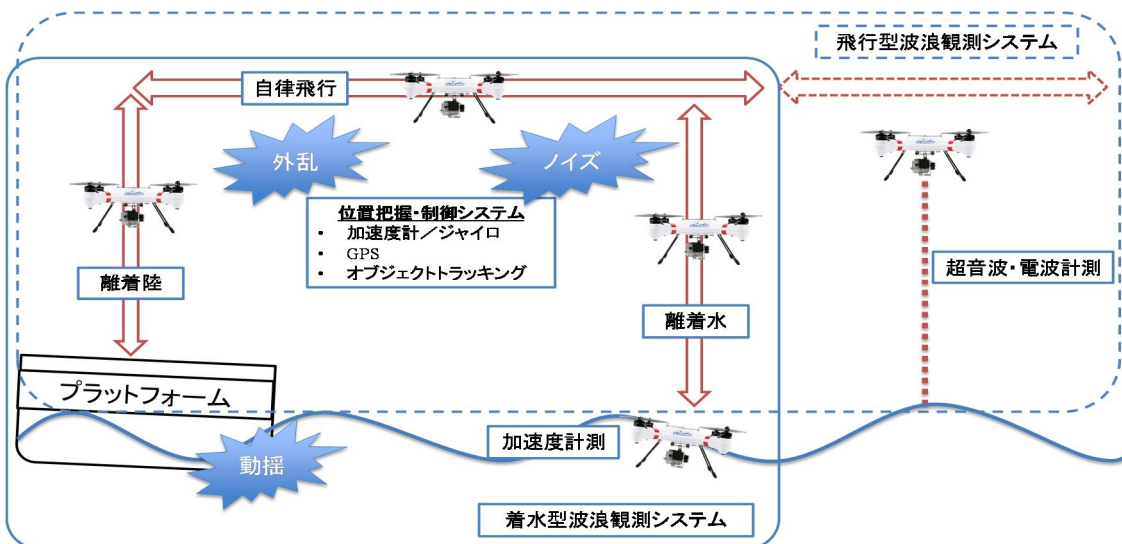 飛行型波浪観測システム
自律飛行
外乱
ノイズ
位置把握・制御システム
• 加速度計／ジャイロ
• GPS
• オブジェクトトラッキング
離着陸
離着水
超音波・電波計測
プラットフォーム
加速度計測
動揺
着水型波浪観測システム